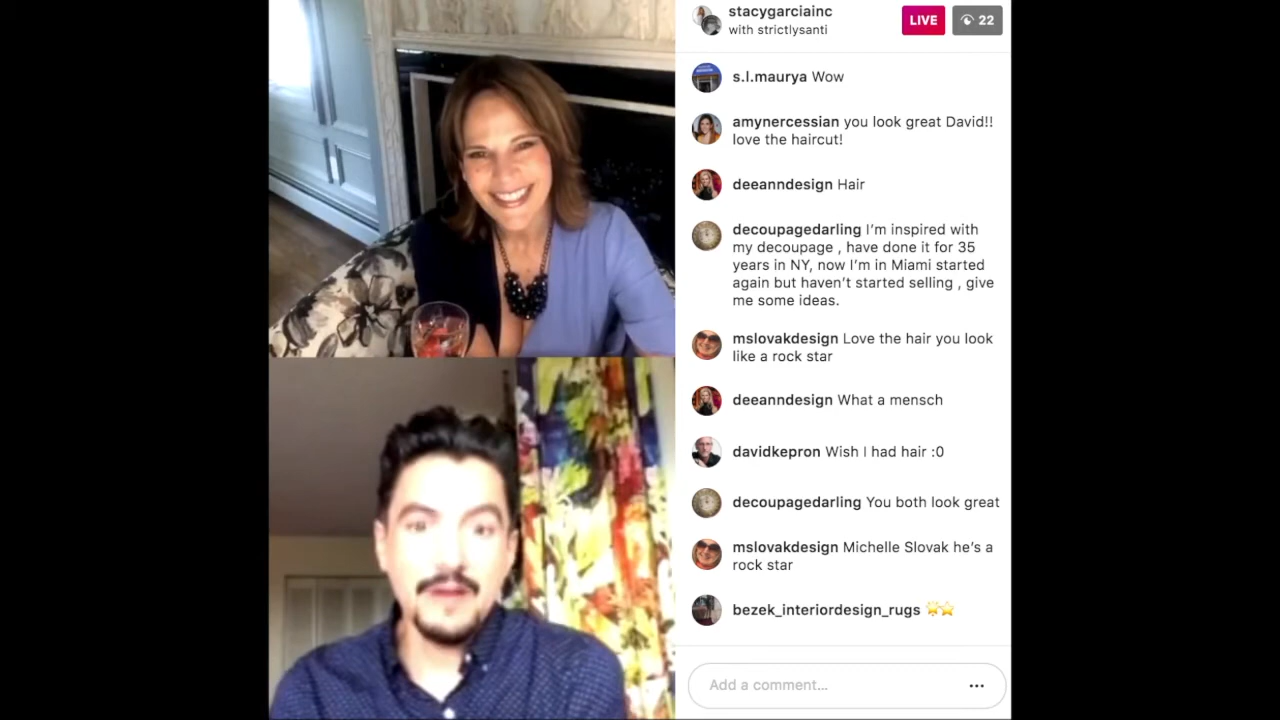 stacygarciainc
with strictlysanti
LIVE
22
s.l.maurya Wow
amynercessian you look great David!!
love the haircut!
deeanndesign Hair
decoupagedarling I'm inspired with
my decoupage , have done it for 35
years in NY, now I'm in Miami started
again but haven't started selling , give
me some ideas.
mslovakdesign Love the hair you look
like a rock star
deeanndesign What a mensch
davidkepron Wish I had hair :0
decoupagedarling You both look great
mslovakdesign Michelle Slovak he's a
rock star
bezek_interiordesign_rugs 🌟⭐
Add a comment...